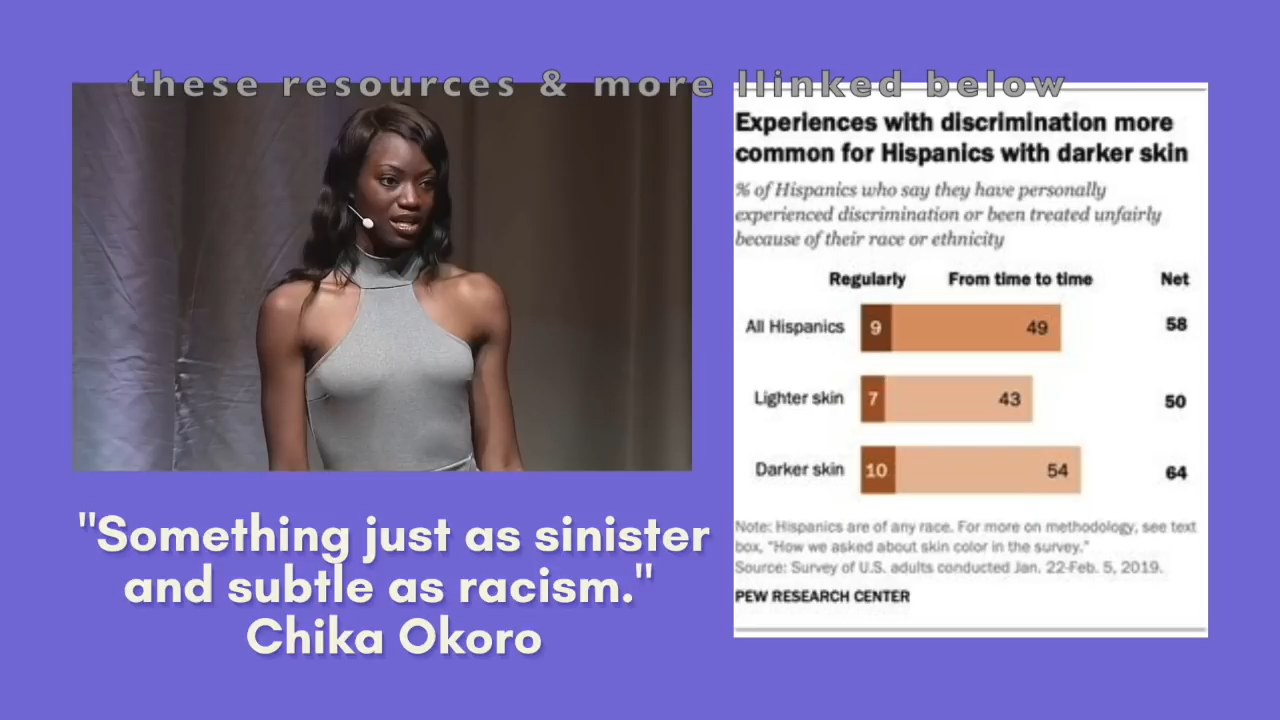 these resources & more llinked below
Experiences with discrimination more
common for Hispanics with darker skin
% of Hispanics who say they have personally
experienced discrimination or been treated unfairly
because of their race or ethnicity
Regularly From time to time Net
All Hispanics 9 49 58
Lighter skin 7 43 50
Darker skin 10 54 64
Note: Hispanics are of any race. For more on methodology, see text
box, "How we asked about skin color in the survey."
Source: Survey of U.S. adults conducted Jan. 22-Feb. 5, 2019.
PEW RESEARCH CENTER
"Something just as sinister
and subtle as racism."
Chika Okoro